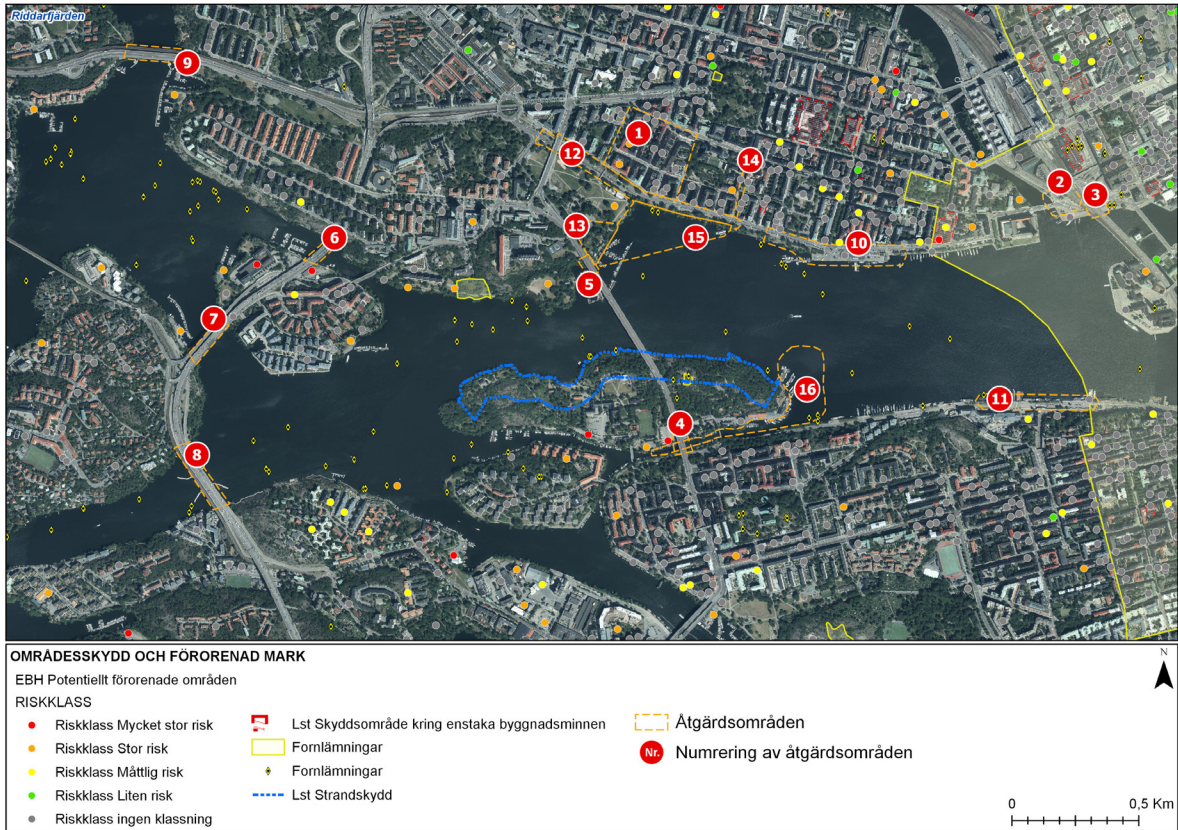 Riddarfjärden
9
1
12
14
2
3
13
15
10
6
5
7
16
11
4
8
OMRÅDESSKYDD OCH FÖRORENAD MARK
EBH Potentiellt förorenade områden
RISKKLASS
Riskklass Mycket stor risk
Riskklass Stor risk
Riskklass Måttlig risk
Riskklass Liten risk
Riskklass ingen klassning
Lst Skyddsområde kring enstaka byggnadsminnen
Fornlämningar
Fornlämningar
Lst Strandskydd
Åtgärdsområden
Nr. Numrering av åtgärdsområden
N
0 0,5 Km